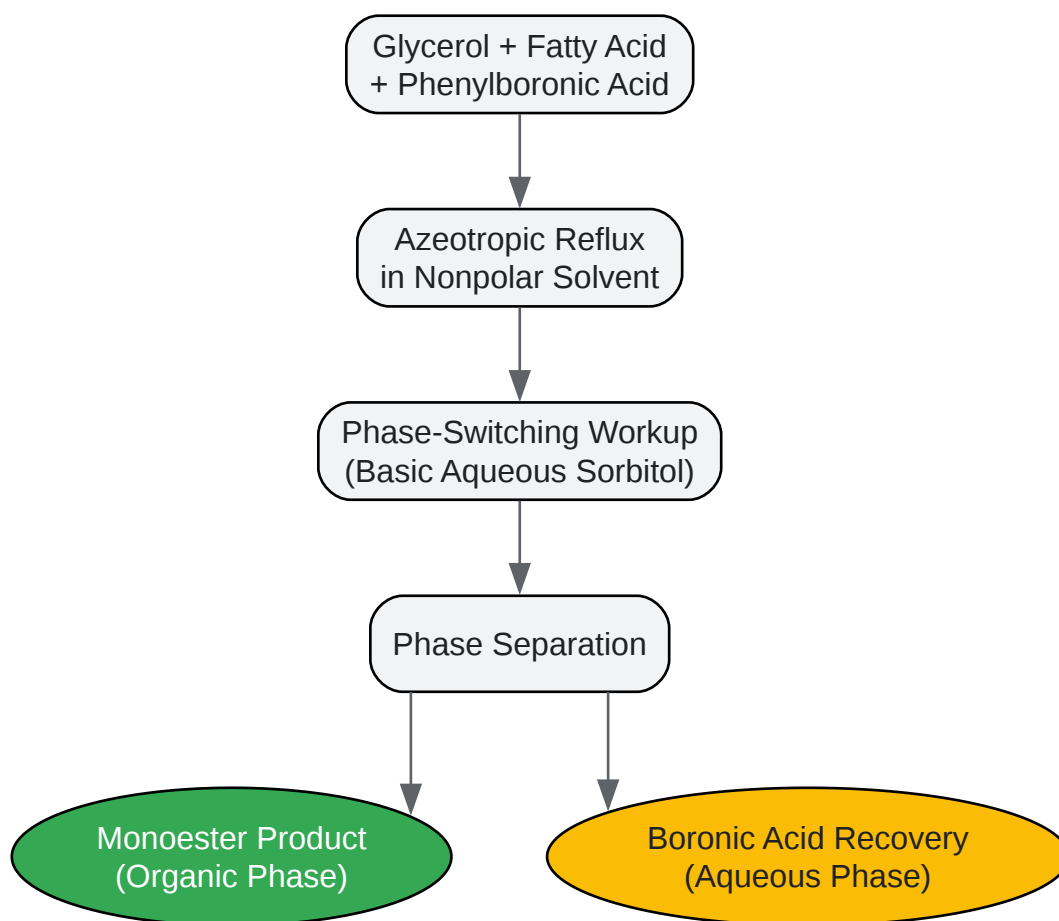 Glycerol + Fatty Acid
+ Phenylboronic Acid
Azeotropic Reflux
in Nonpolar Solvent
Phase-Switching Workup
(Basic Aqueous Sorbitol)
Phase Separation
Monoester Product
(Organic Phase)
Boronic Acid Recovery
(Aqueous Phase)